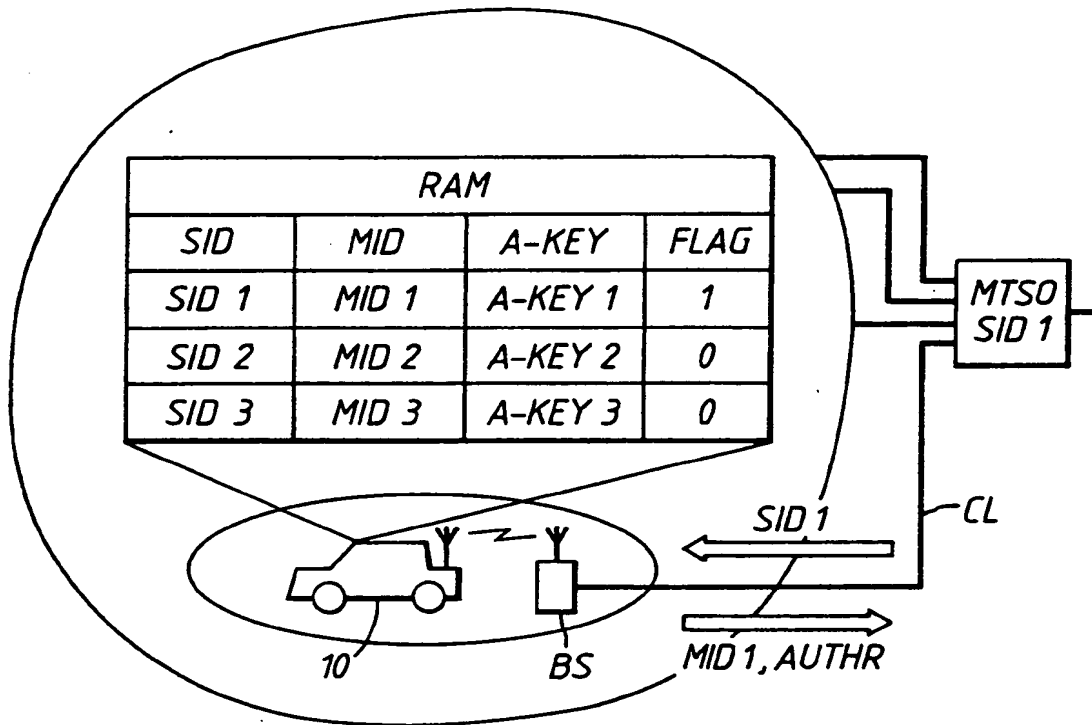 RAM
SID MID A-KEY FLAG
SID 1 MID 1 A-KEY 1 1
SID 2 MID 2 A-KEY 2 0
SID 3 MID 3 A-KEY 3 0
MTSO
SID 1
SID 1
CL
10
BS
MID 1, AUTHR